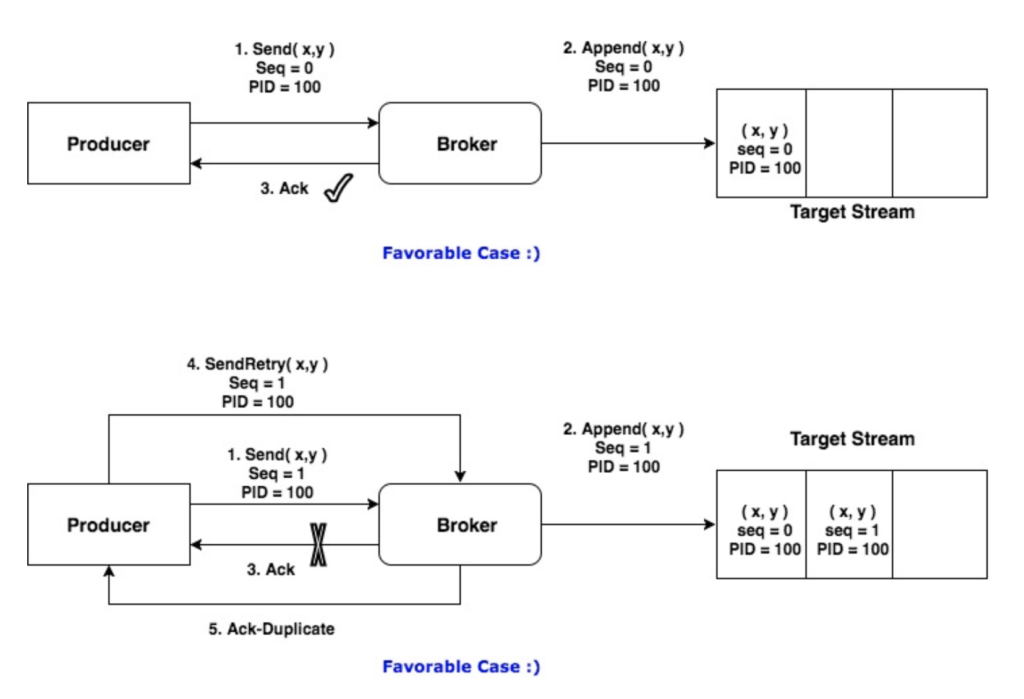 1. Send( x,y )
Seq = 0
PID = 100
2. Append( x,y )
Seq = 0
PID = 100
Producer
Broker
( x, y )
seq = 0
PID = 100
3. Ack
Target Stream
Favorable Case :)
4. SendRetry( x,y )
Seq = 1
PID = 100
1. Send( x,y )
Seq = 1
PID = 100
2. Append( x,y )
Seq = 1
PID = 100
Target Stream
Producer
Broker
( x, y )
seq = 0
PID = 100
( x, y )
seq = 1
PID = 100
3. Ack
5. Ack-Duplicate
Favorable Case :)